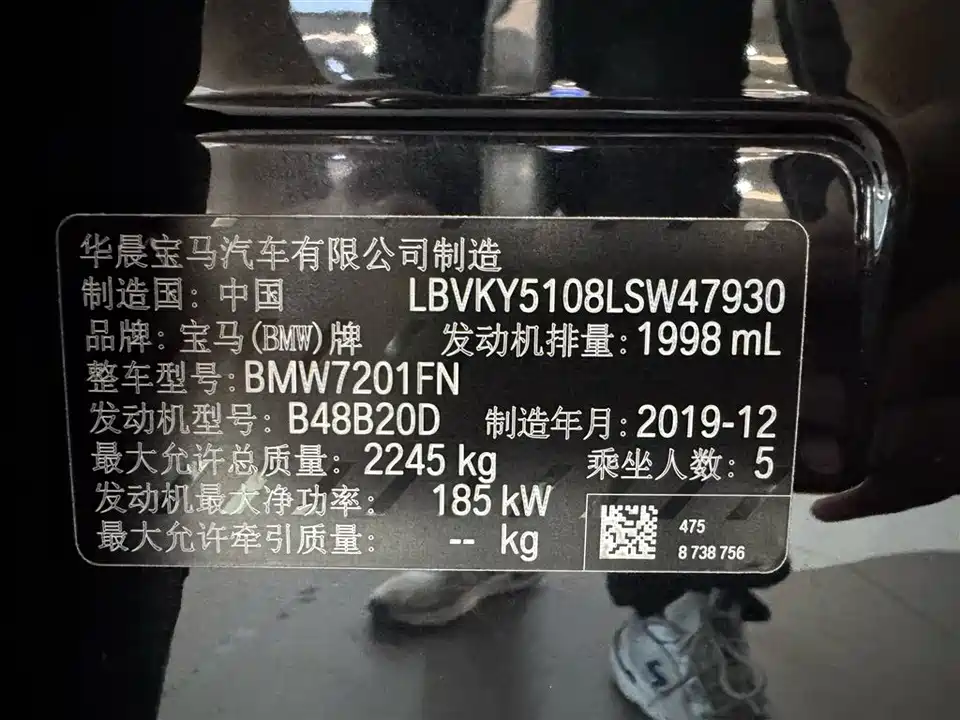 华晨宝马汽车有限公司制造
制造国：中国 LBVKY5108LSW47930
品牌：宝马(BMW)牌 发动机排量：1998 mL
整车型号：BMW7201FN
发动机型号：B48B20D 制造年月：2019-12
最大允许总质量：2245 kg 乘坐人数：5
发动机最大净功率：185 kW
最大允许牵引质量：-- kg
475
8 738 756